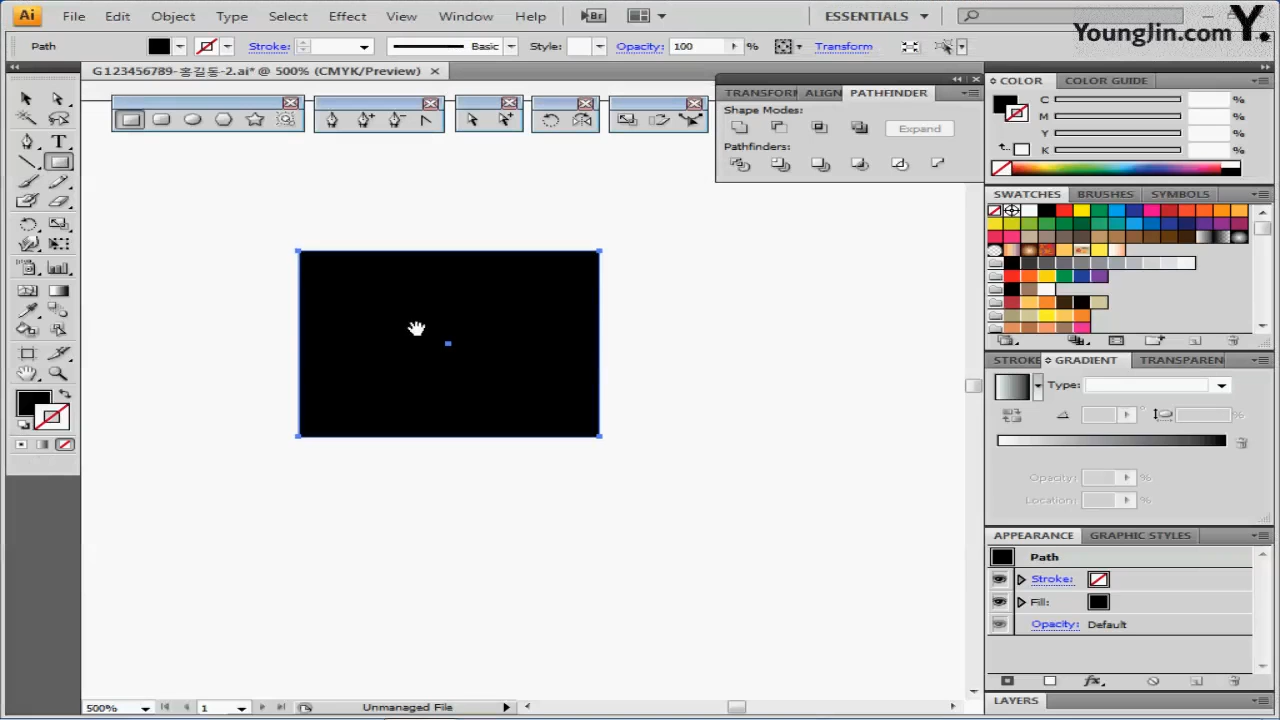 Ai File Edit Object Type Select Effect View Window Help Br ESSENTIALS
Y.
YoungJin.com
Path Stroke: Basic Style: Opacity: 100 % Transform
G123456789-홍길동-2.ai* @ 500% (CMYK/Preview)
TRANSFORM ALIGN PATHFINDER
Shape Modes:
Expand
Pathfinders:
COLOR COLOR GUIDE
C %
M %
Y %
K %
SWATCHES BRUSHES SYMBOLS
STROKE GRADIENT TRANSPAREN
Type:
%
Opacity: %
Location: %
APPEARANCE GRAPHIC STYLES
Path
Stroke:
Fill:
Opacity: Default
fx
LAYERS
500% 1 Unmanaged File